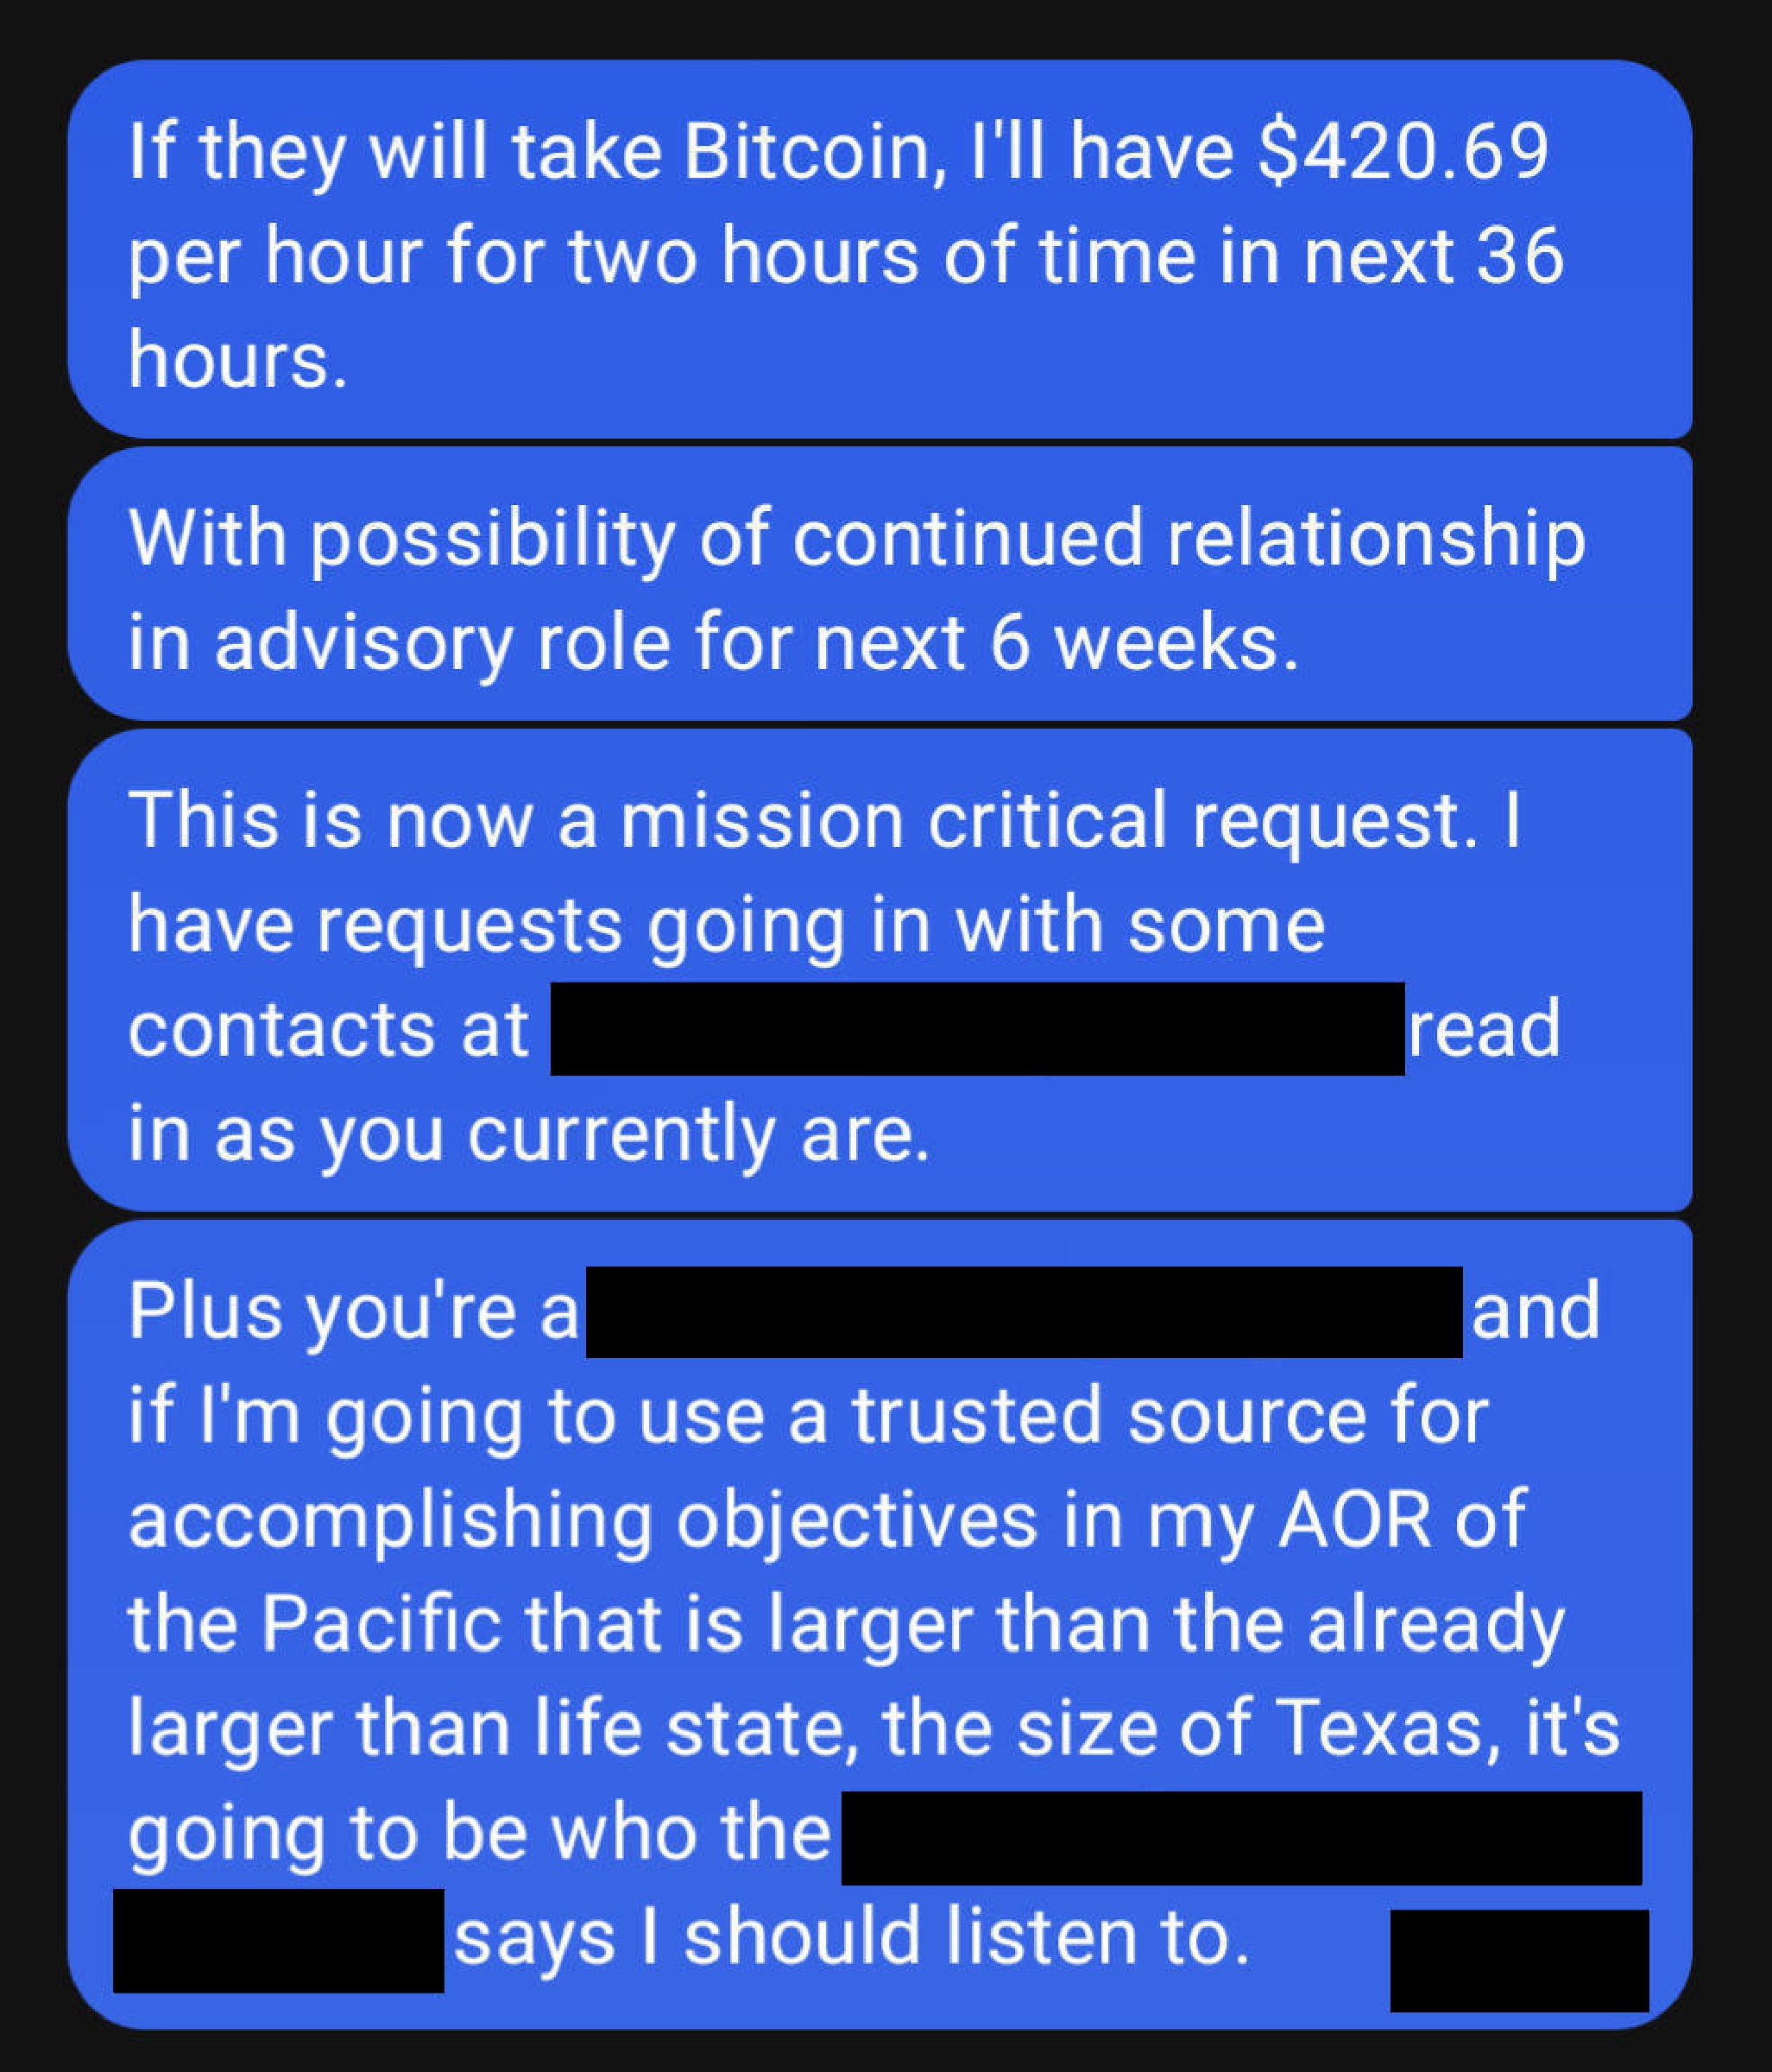 If they will take Bitcoin, I'll have $420.69
per hour for two hours of time in next 36
hours.
With possibility of continued relationship
in advisory role for next 6 weeks.
This is now a mission critical request. I
have requests going in with some
contacts at read
in as you currently are.
Plus you're a and
if I'm going to use a trusted source for
accomplishing objectives in my AOR of
the Pacific that is larger than the already
larger than life state, the size of Texas, it's
going to be who the
says I should listen to.